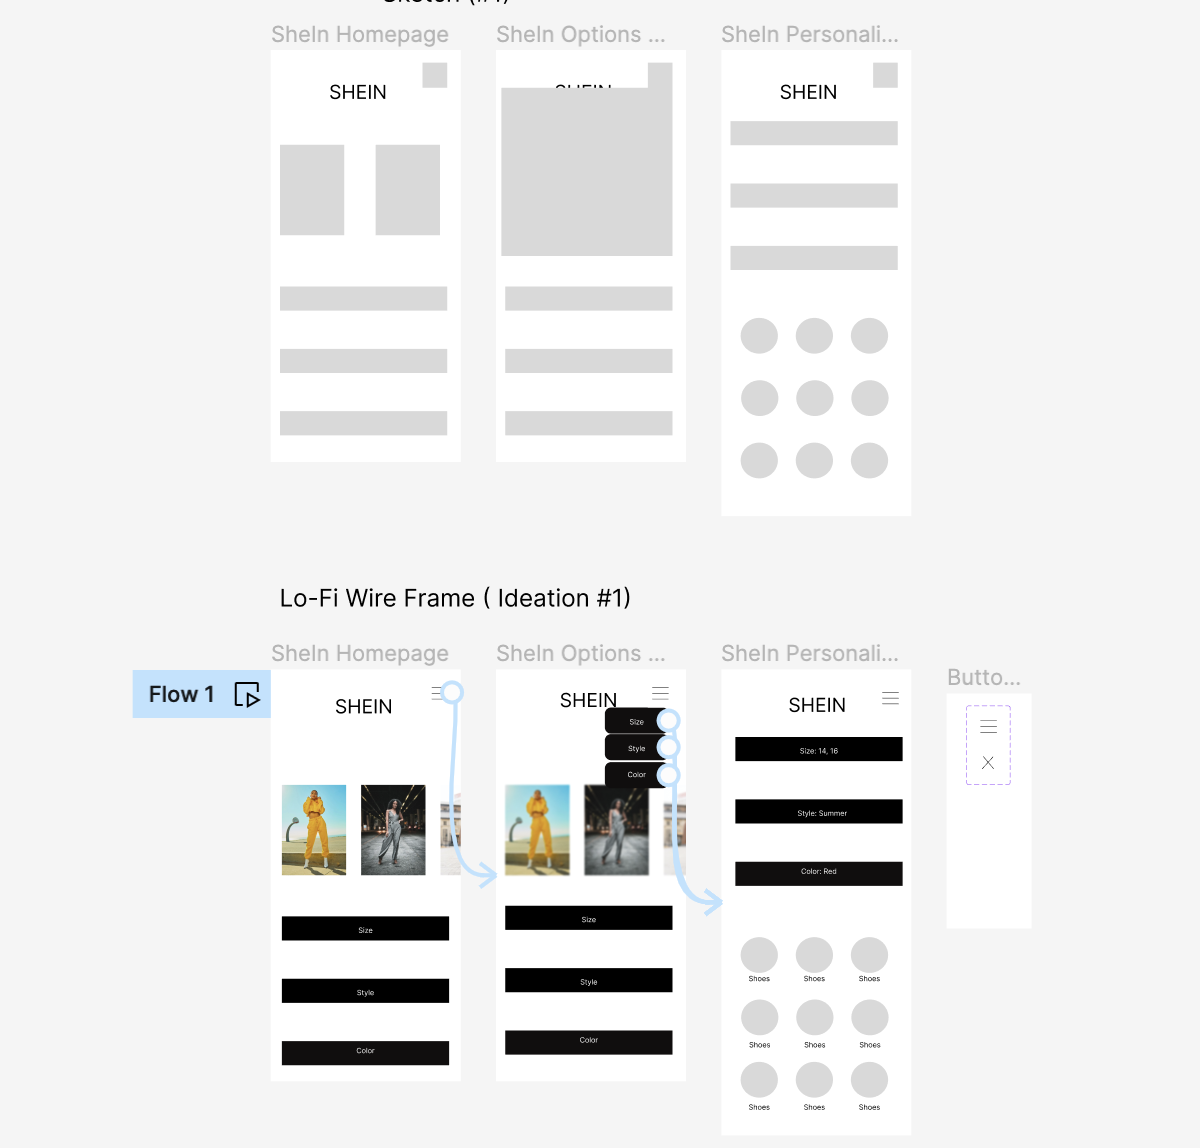 Sketch (#1)
SheIn Homepage
SheIn Options ...
SheIn Personali...
SHEIN
SHEIN
SHEIN
Lo-Fi Wire Frame ( Ideation #1)
SheIn Homepage
SheIn Options ...
SheIn Personali...
Butto...
Flow 1
SHEIN
Size
Style
Color
SHEIN
Size
Style
Color
Size
Style
Color
SHEIN
Size: 14, 16
Style: Summer
Color: Red
Shoes Shoes Shoes
Shoes Shoes Shoes
Shoes Shoes Shoes